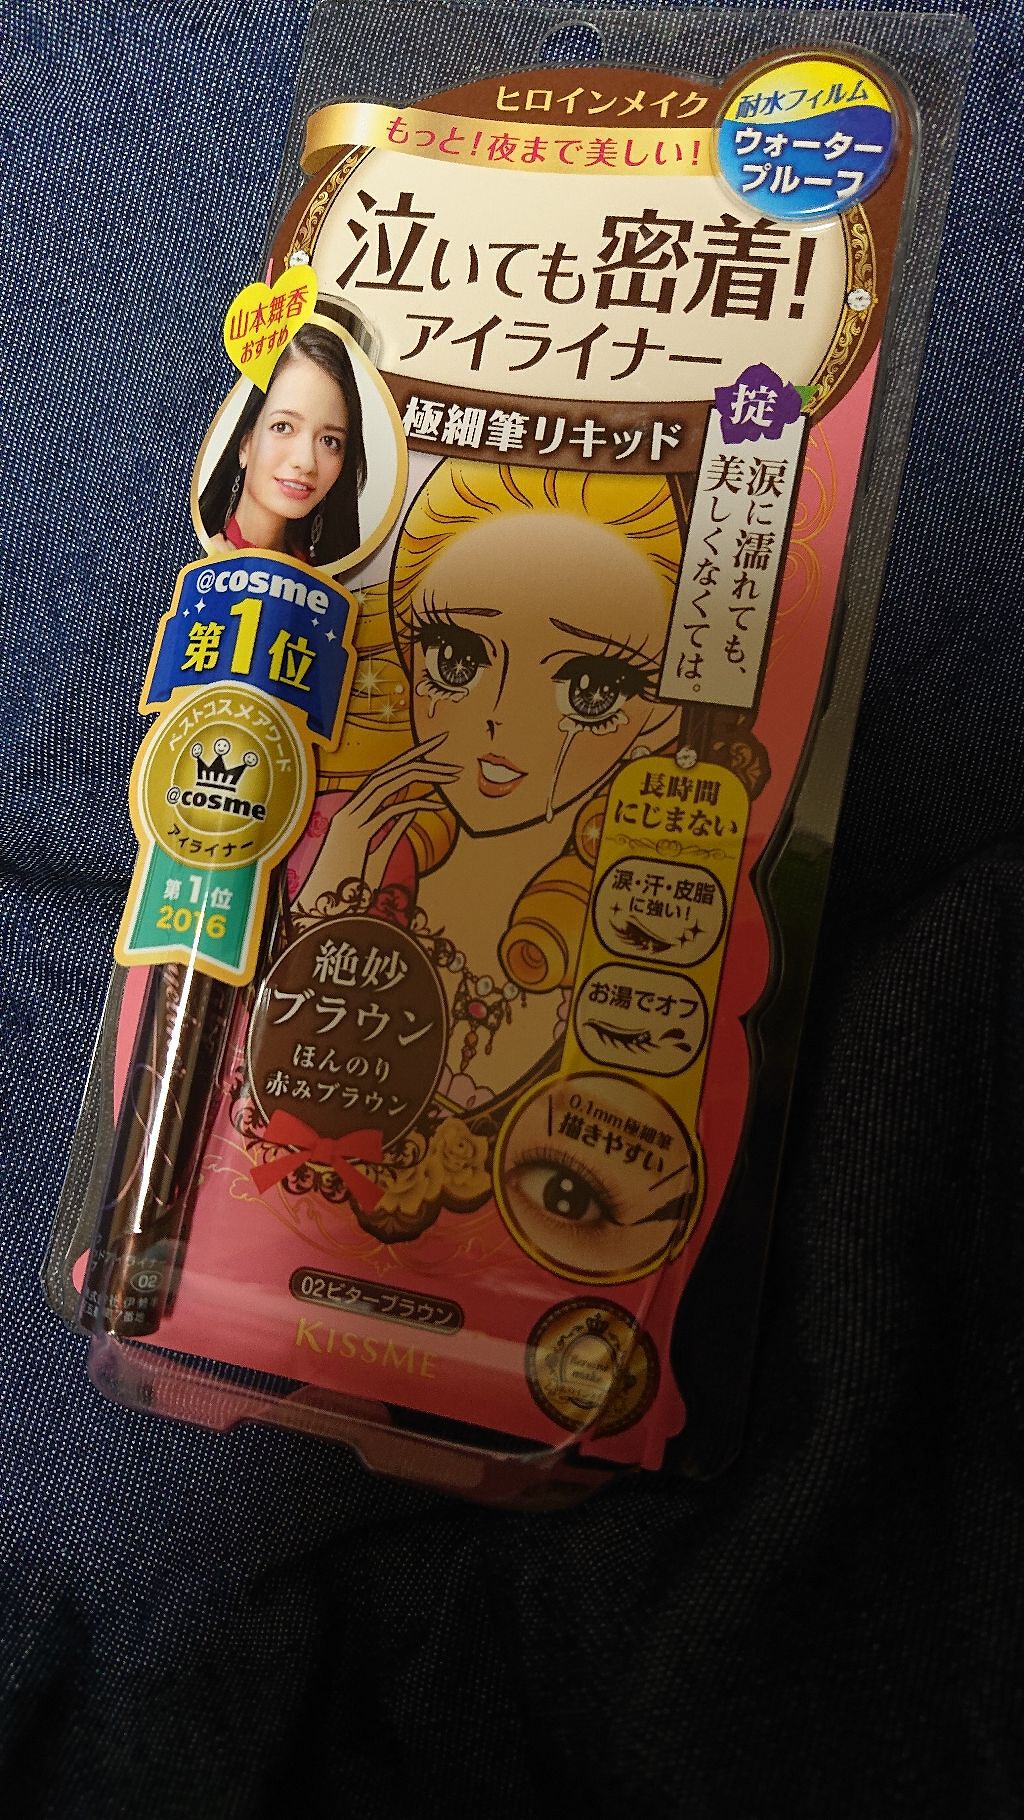 ヒロインメイク
もっと!夜まで美しい!
耐水フィルム
ウォーター
プルーフ
泣いても密着!
アイライナー
極細筆リキッド
山本舞香
おすすめ
掟
涙に濡れても、
美しくなくては。
@cosme
第1位
ベストコスメアワード
@cosme
アイライナー
第1位
2016
長時間
にじまない
涙・汗・皮脂
に強い!
お湯でオフ
0.1mm極細筆
描きやすい
絶妙
ブラウン
ほんのり
赤みブラウン
02
02ビターブラウン
KISSME